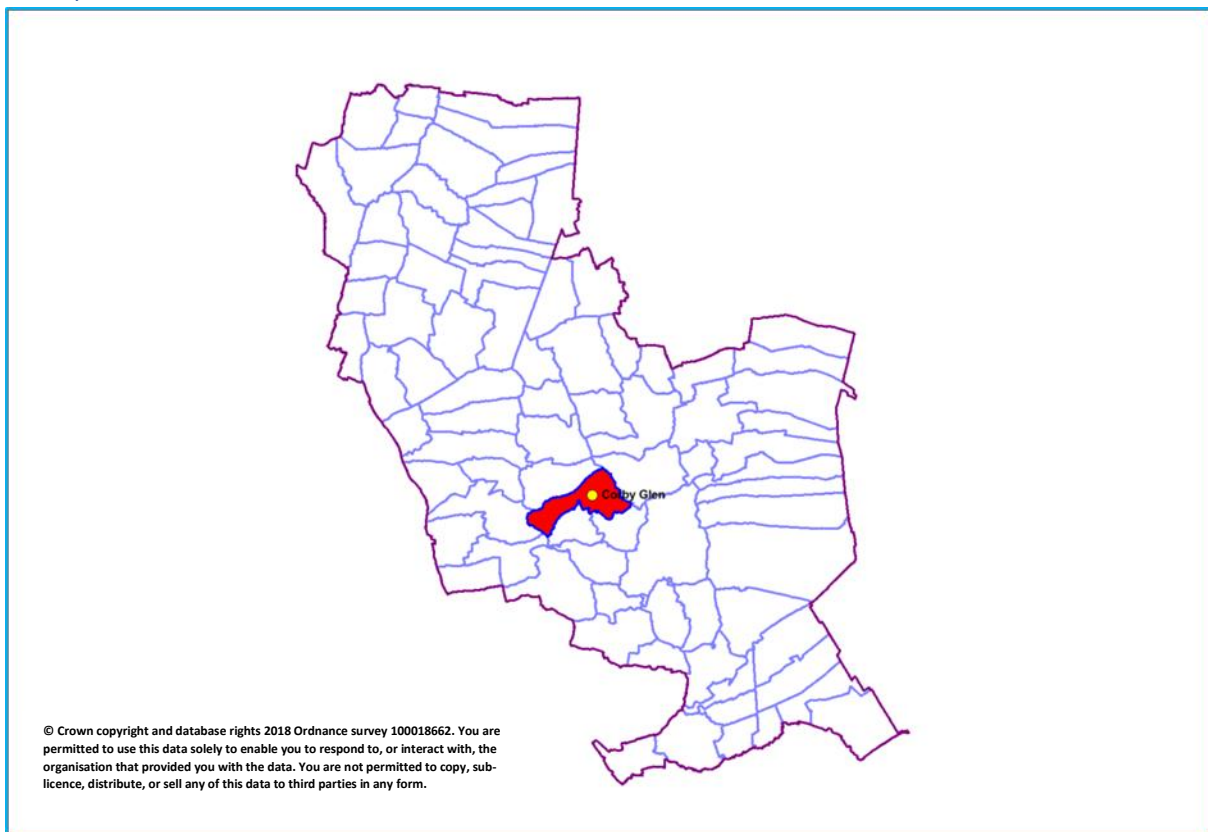 Corby Glen
© Crown copyright and database rights 2018 Ordnance survey 100018662. You are
permitted to use this data solely to enable you to respond to, or interact with, the
organisation that provided you with the data. You are not permitted to copy, sub-
licence, distribute, or sell any of this data to third parties in any form.